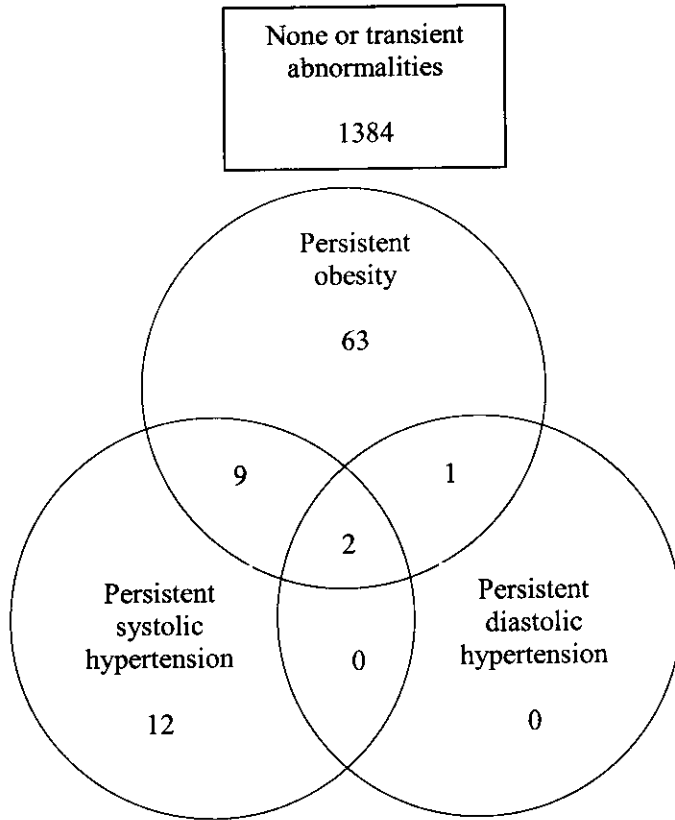 None or transient
abnormalities
1384
Persistent
obesity
63
9
1
2
Persistent
systolic
hypertension
12
0
Persistent
diastolic
hypertension
0